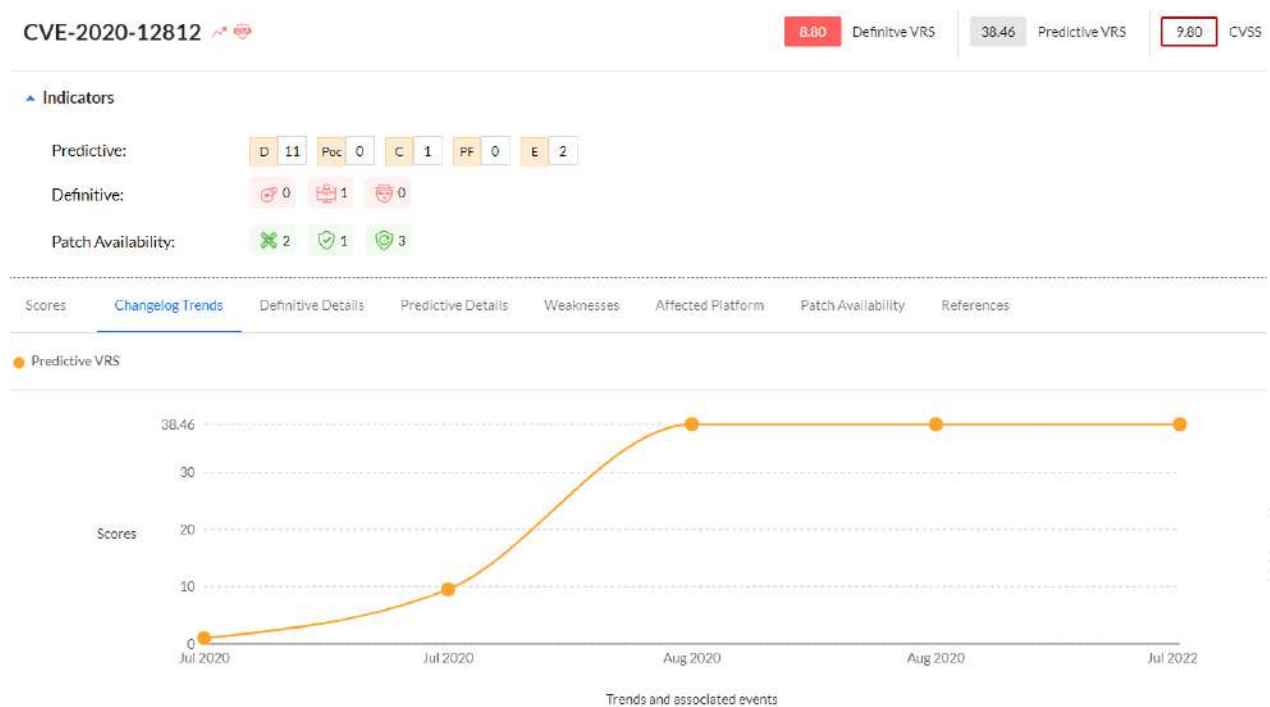 CVE-2020-12812
8.80 Definitve VRS 38.46 Predictive VRS 9.80 CVSS
Indicators
Predictive: D 11 Poc 0 C 1 PF 0 E 2
Definitive: 0 1 0
Patch Availability: 2 1 3
Scores Changelog Trends Definitive Details Predictive Details Weaknesses Affected Platform Patch Availability References
Predictive VRS
38.46
30
Scores
20
10
0
Jul 2020 Jul 2020 Aug 2020 Aug 2020 Jul 2022
Trends and associated events